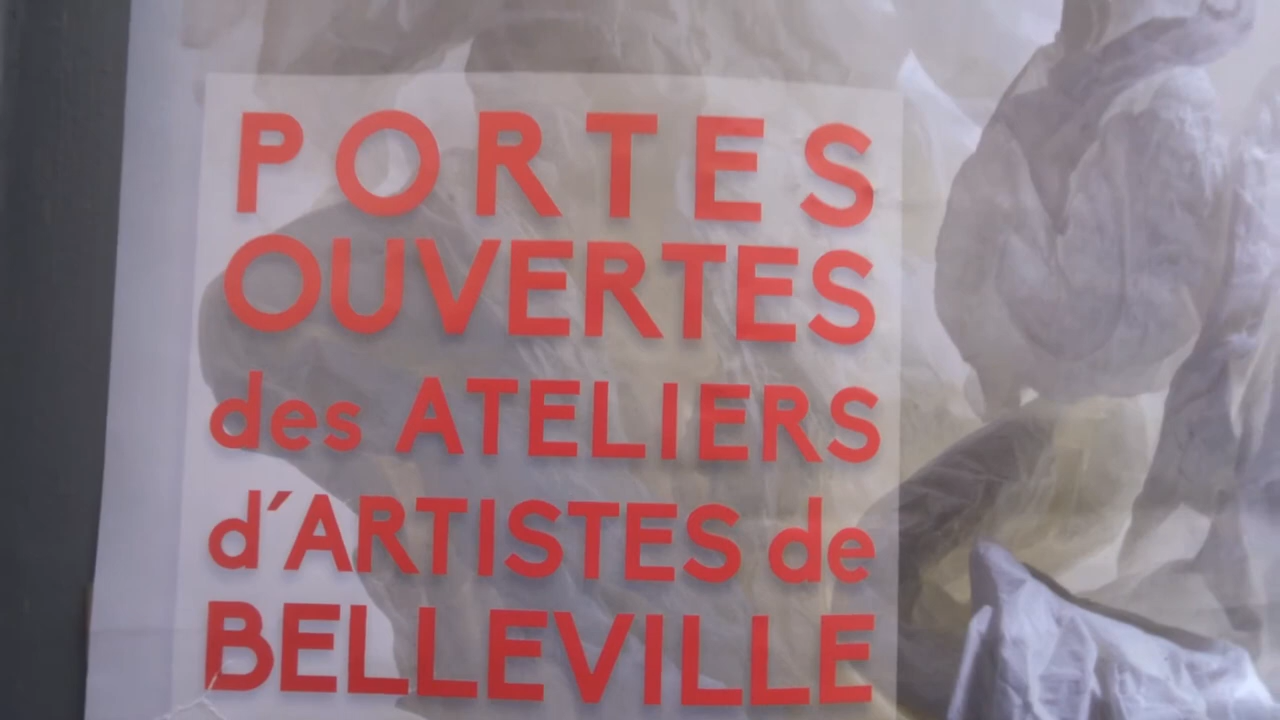 PORTES
OUVERTES
des ATELIERS
d'ARTISTES de
BELLEVILLE